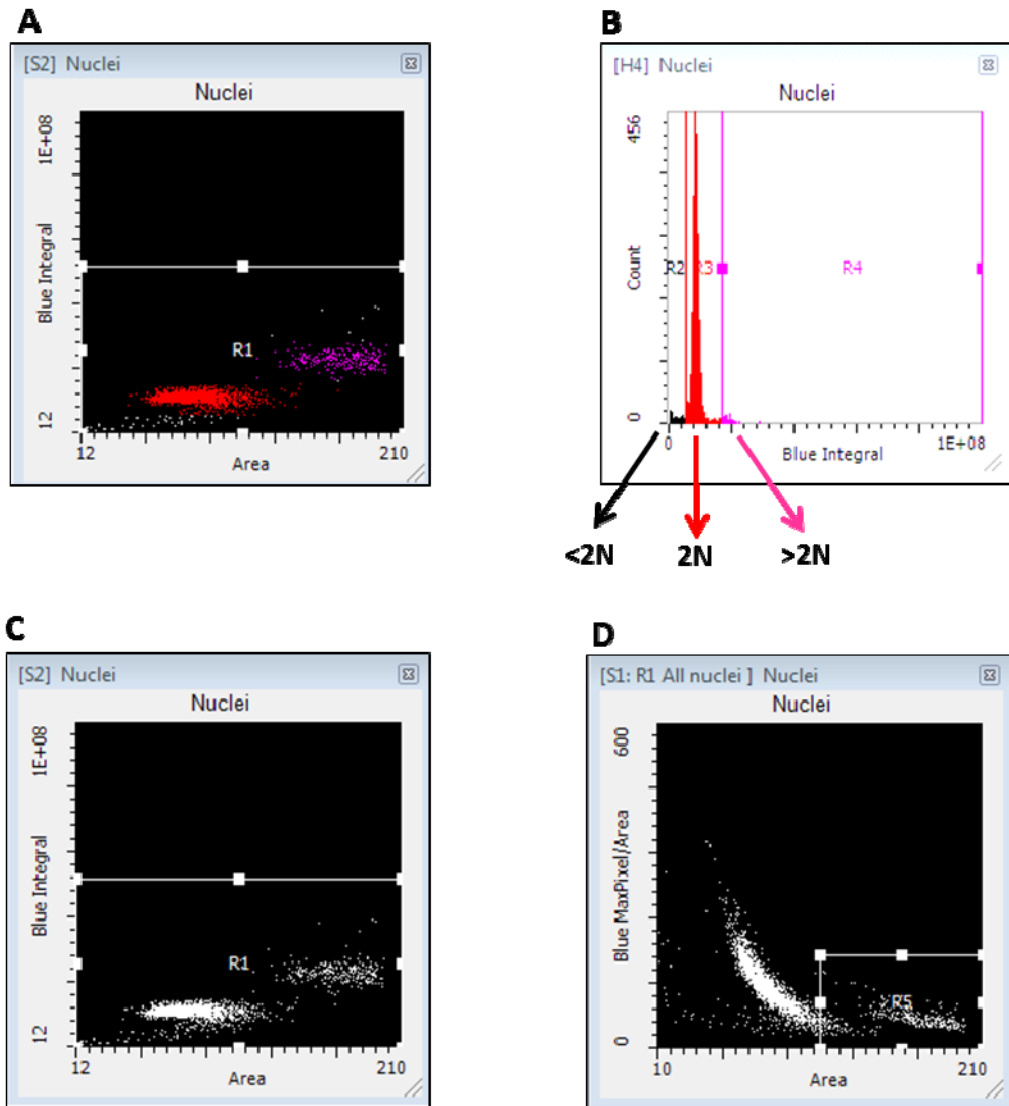 A
[S2] Nuclei
Nuclei
1E+08
Blue Integral
12
R1
12
210
Area
B
[H4] Nuclei
Nuclei
456
Count
0
R2
R3
R4
0
1E+08
Blue Integral
<2N
2N
>2N
C
[S2] Nuclei
Nuclei
1E+08
Blue Integral
12
R1
12
210
Area
D
[S1: R1 All nuclei ] Nuclei
Nuclei
600
Blue MaxPixel/Area
0
R5
10
210
Area